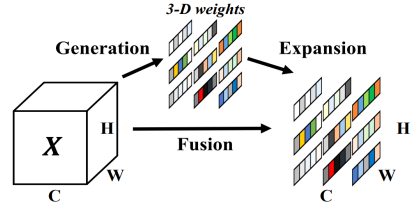 3-D weights
Generation
Expansion
X
H
Fusion
H
W
W
C
C